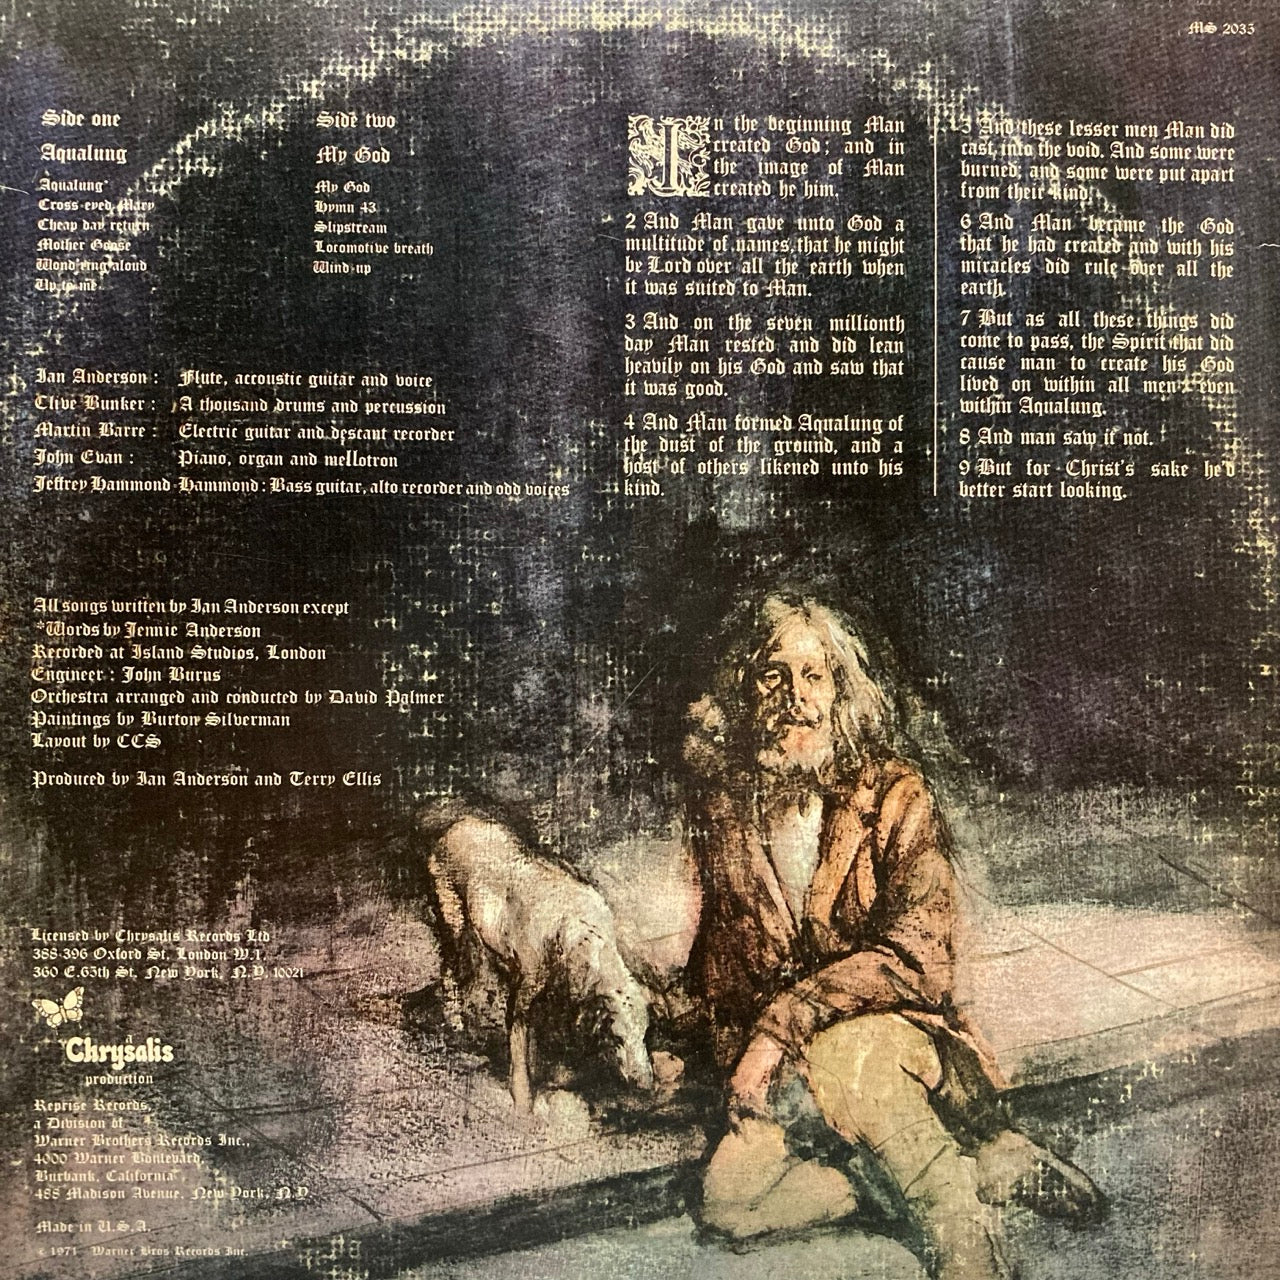 MS 2035
Side one
Aqualung
Aqualung*
Cross-eyed Mary
Cheap day return
Mother Goose
Wond'ring aloud
Up to me
Side two
My God
My God
Hymn 43
Slipstream
Locomotive breath
Wind-up
Ian Anderson : Flute, accoustic guitar and voice
Clive Bunker : A thousand drums and percussion
Martin Barre : Electric guitar and descant recorder
John Evan : Piano, organ and mellotron
Jeffrey Hammond-Hammond : Bass guitar, alto recorder and odd voices
All songs written by Ian Anderson except
*Words by Jennie Anderson
Recorded at Island Studios, London
Engineer : John Burns
Orchestra arranged and conducted by David Palmer
Paintings by Burton Silverman
Layout by CCS
Produced by Ian Anderson and Terry Ellis
Licensed by Chrysalis Records Ltd
388-396 Oxford St, London W.1.
360 E.65th St, New York, N.Y. 10021
a
Chrysalis
production
Reprise Records,
a Division of
Warner Brothers Records Inc.,
4000 Warner Boulevard,
Burbank, California
488 Madison Avenue, New York, N.Y.
Made in U.S.A.
© 1971 Warner Bros Records Inc.
In the beginning Man
created God; and in
the image of Man
created he him.
2 And Man gave unto God a
multitude of names, that he might
be Lord over all the earth when
it was suited to Man.
3 And on the seven millionth
day Man rested and did lean
heavily on his God and saw that
it was good.
4 And Man formed Aqualung of
the dust of the ground, and a
host of others likened unto his
kind.
5 And these lesser men Man did
cast into the void. And some were
burned; and some were put apart
from their kind.
6 And Man became the God
that he had created and with his
miracles did rule over all the
earth.
7 But as all these things did
come to pass, the Spirit that did
cause man to create his God
lived on within all men: even
within Aqualung.
8 And man saw it not.
9 But for Christ's sake he'd
better start looking.